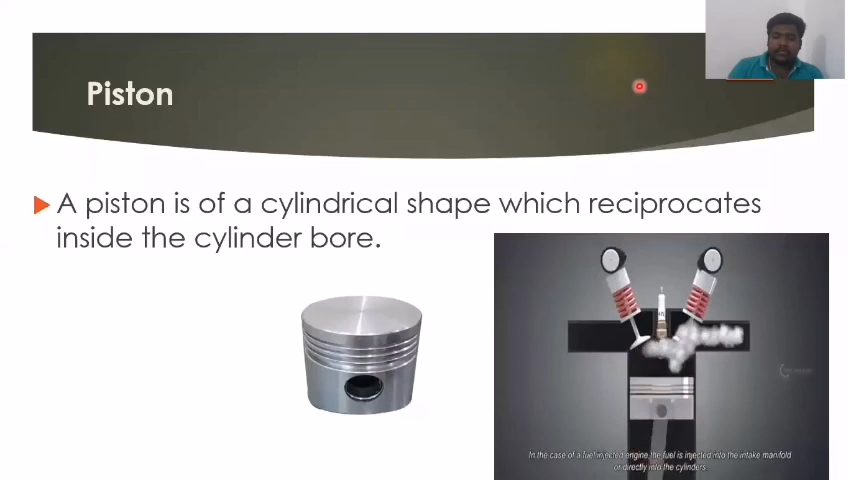 Piston
A piston is of a cylindrical shape which reciprocates
inside the cylinder bore.
In the case of a fuel injected engine, the fuel is injected into the intake manifold
or directly into the cylinders.